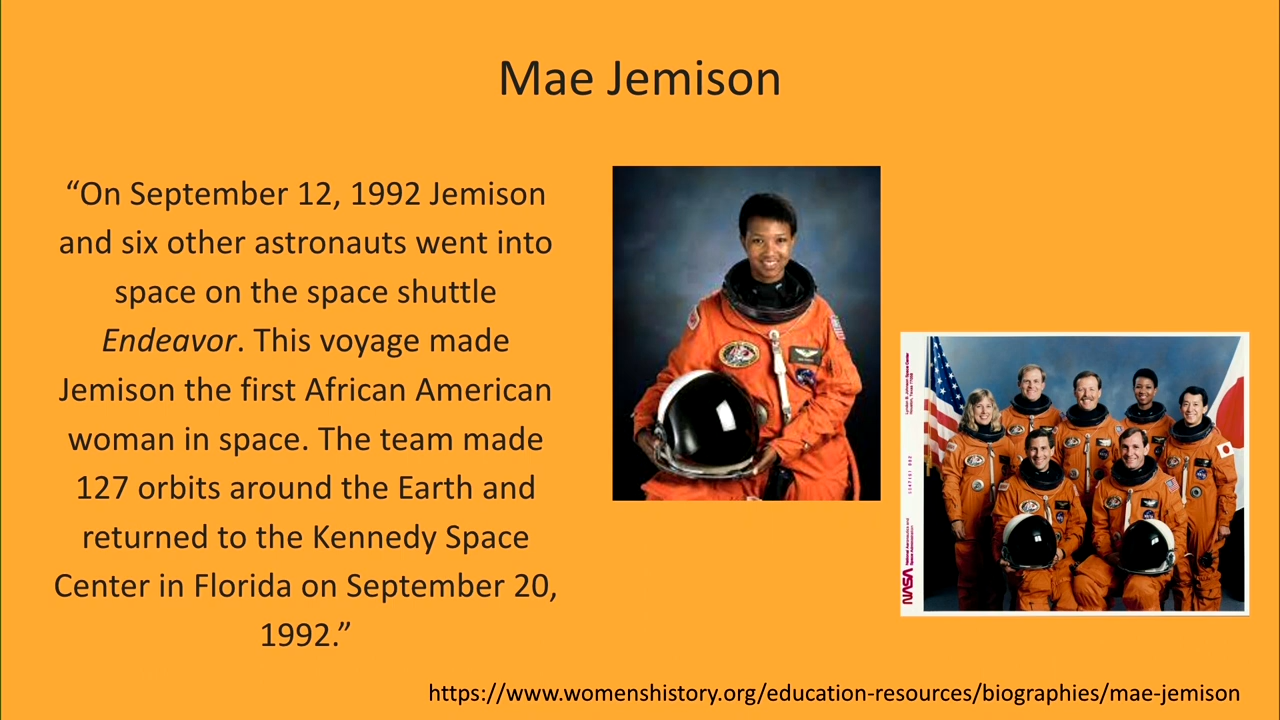 Mae Jemison
“On September 12, 1992 Jemison
and six other astronauts went into
space on the space shuttle
Endeavor. This voyage made
Jemison the first African American
woman in space. The team made
127 orbits around the Earth and
returned to the Kennedy Space
Center in Florida on September 20,
1992.”
NASA
https://www.womenshistory.org/education-resources/biographies/mae-jemison